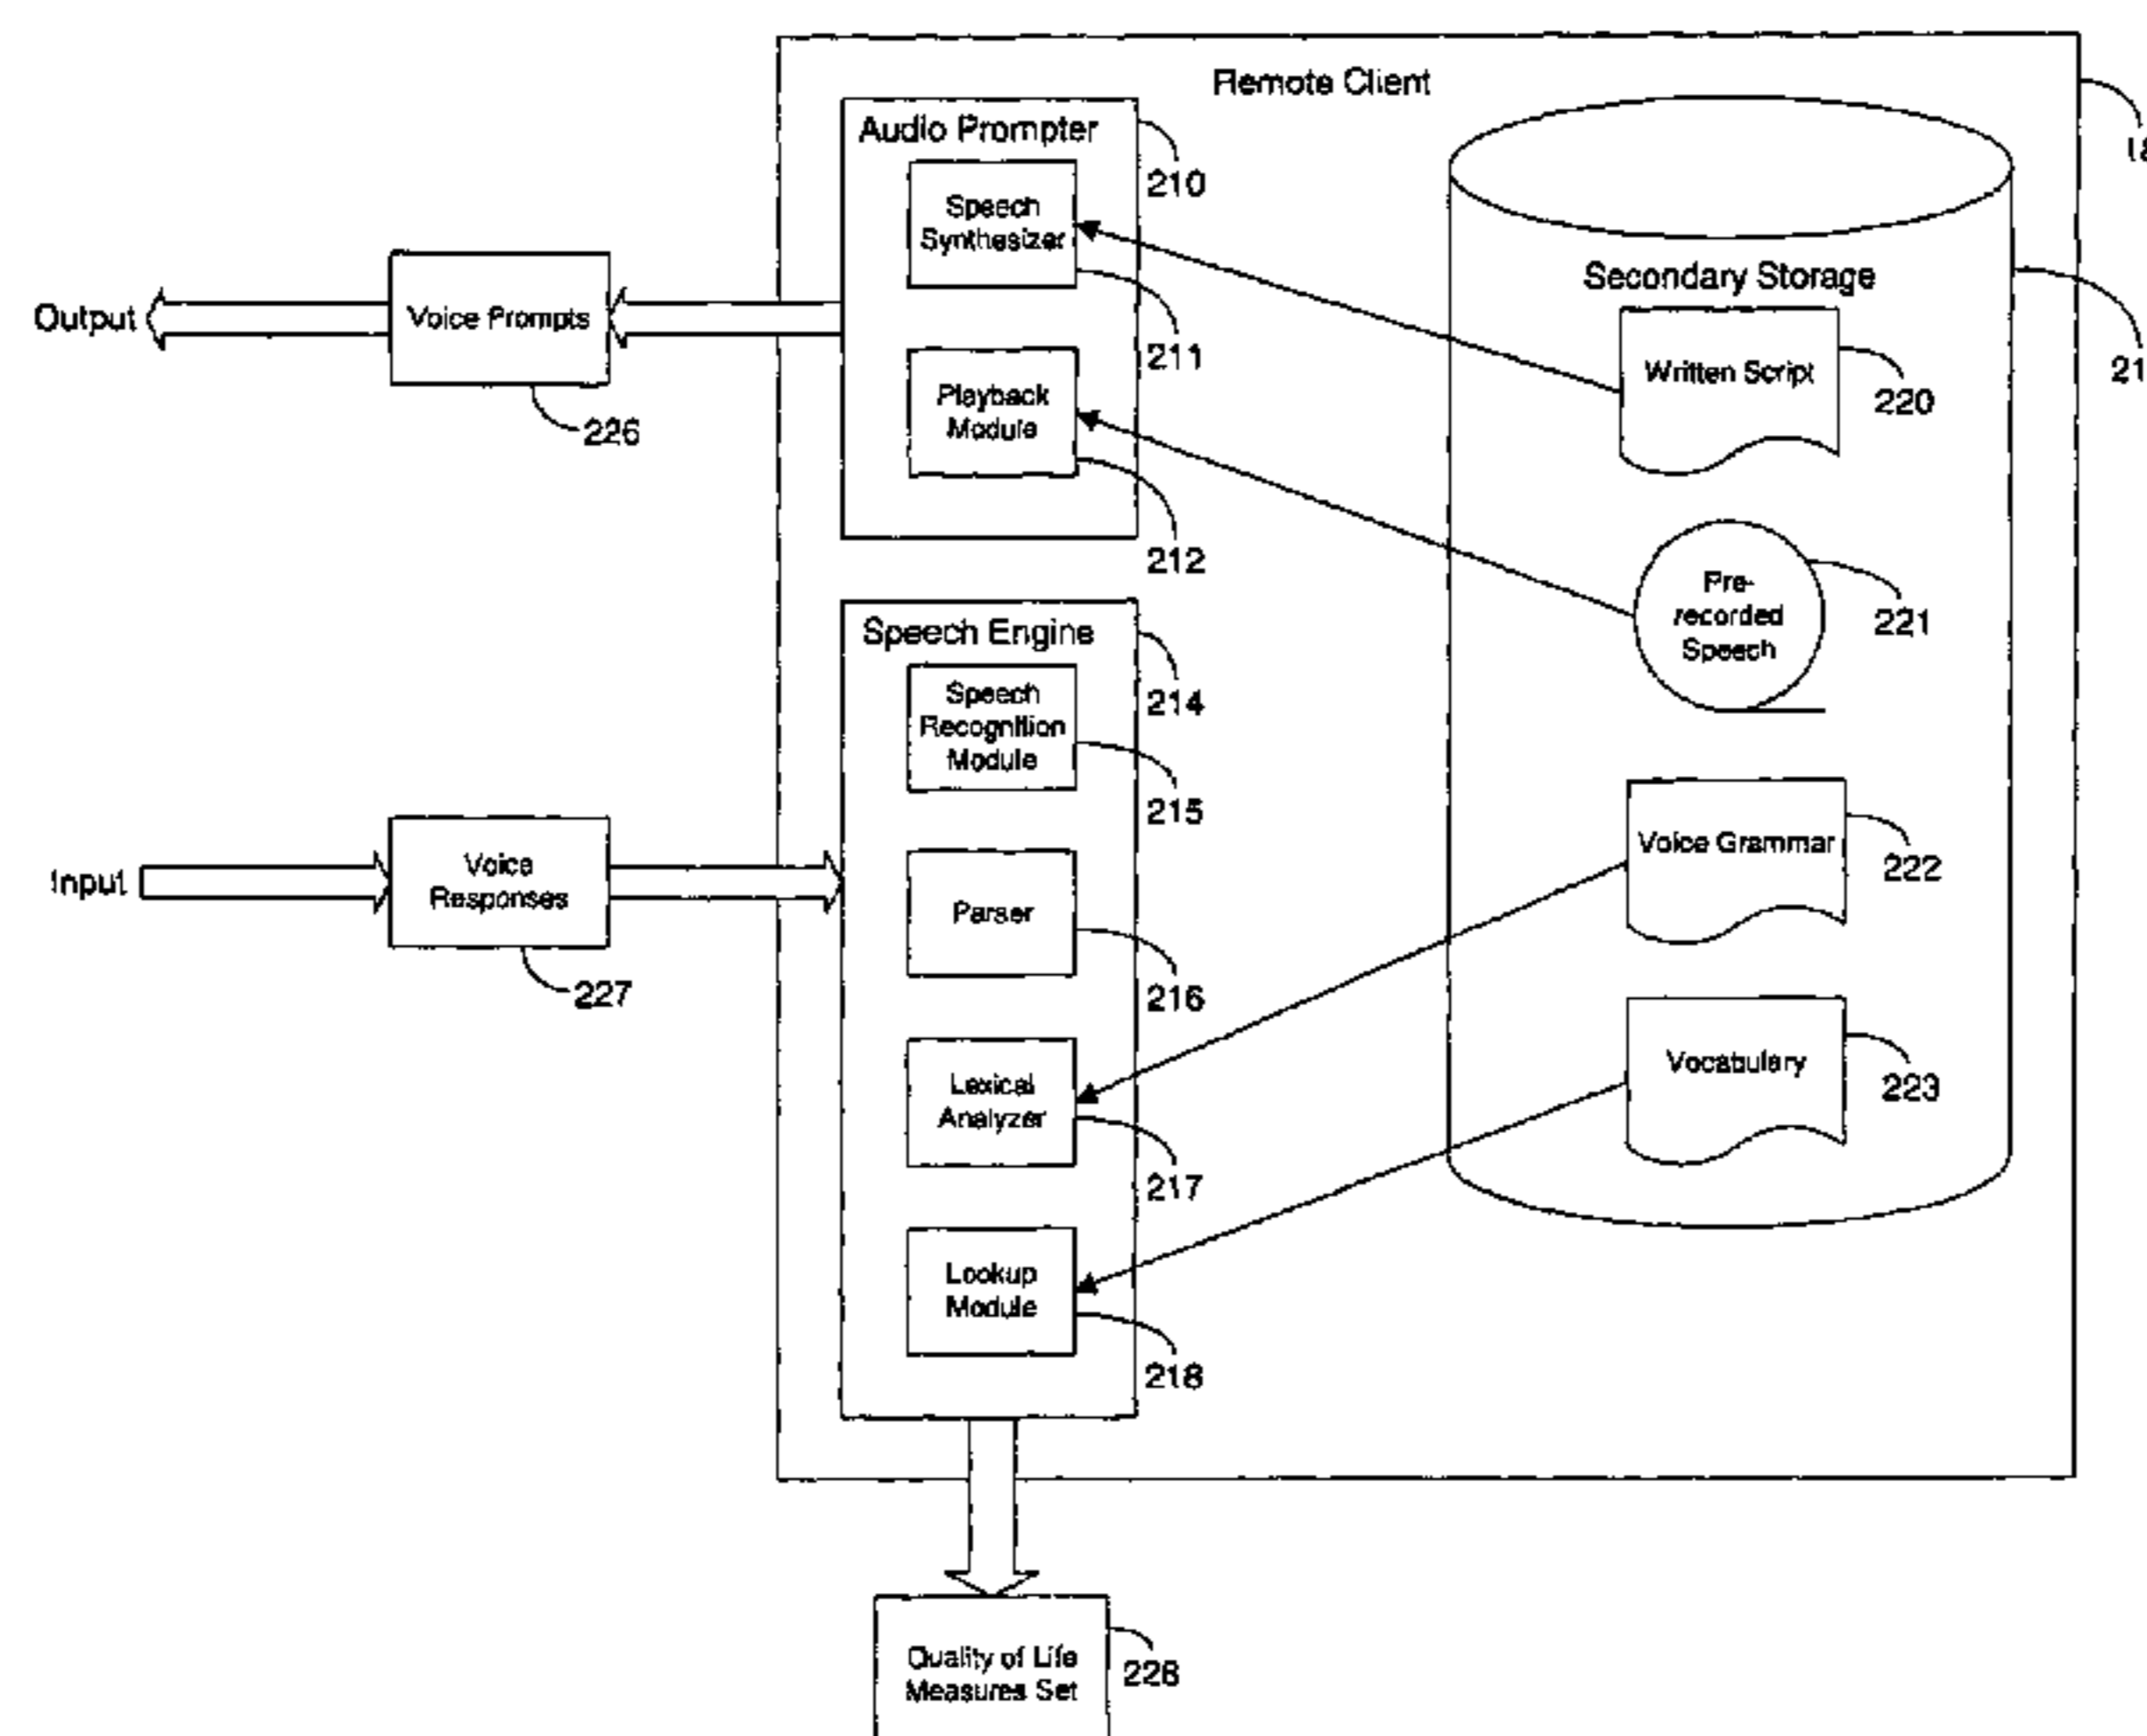 Remote Client
Audio Prompter
210
Speech
Synthesizer
211
Playback
Module
212
Output
Voice Prompts
226
Secondary Storage
Written Script
220
Pre-
recorded
Speech
221
Speech Engine
214
Speech
Recognition
Module
215
Parser
216
Lexical
Analyzer
217
Lookup
Module
218
Input
Voice
Responses
227
Voice Grammar
222
Vocabulary
223
Quality of Life
Measures Set
228